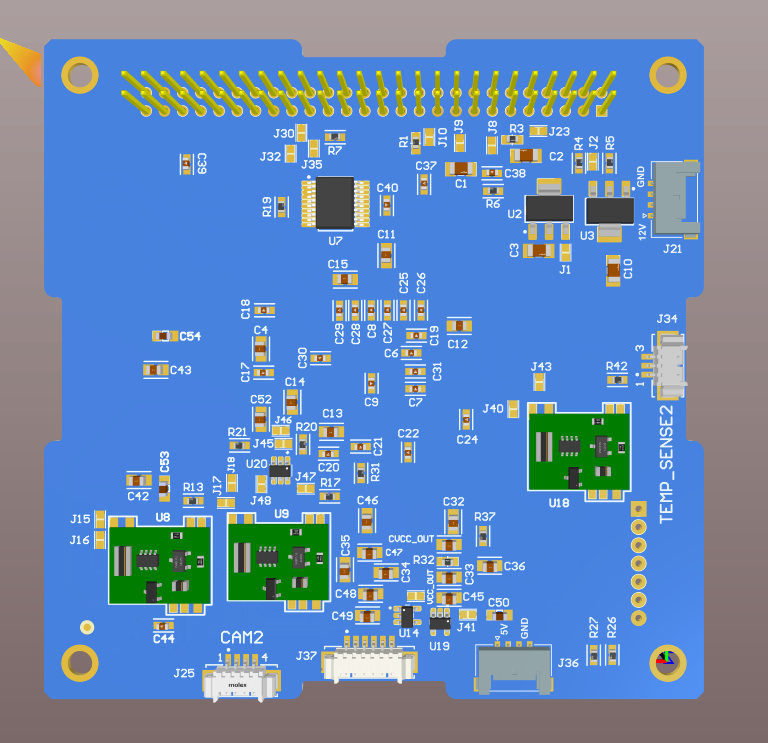 J30
J32
J35
R7
R1
J10
J9
J8
R3
J23
C2
R4
J2
R5
C39
C37
C1
C38
R6
R19
C40
U7
C11
U2
U3
GND
12V
J21
C3
J1
C10
C15
C18
C29
C28
C8
C27
C25
C26
C19
C12
J34
C54
C4
C30
C6
C43
C17
C9
C31
C7
J43
R42
3
1
C14
C52
J46
C13
J40
C24
R21
J45
R20
C21
C22
U20
C20
R31
TEMP_SENSE2
C53
C42
R13
J17
J18
J48
J47
R17
U18
J15
J16
U8
U9
C46
C32
R37
CVCC_OUT
C47
C35
C34
R32
VCC_OUT
C33
C36
C48
C45
C49
C50
U14
U19
J41
C44
CAM2
5V
GND
R27
R26
J25
1
4
molex
J37
J36